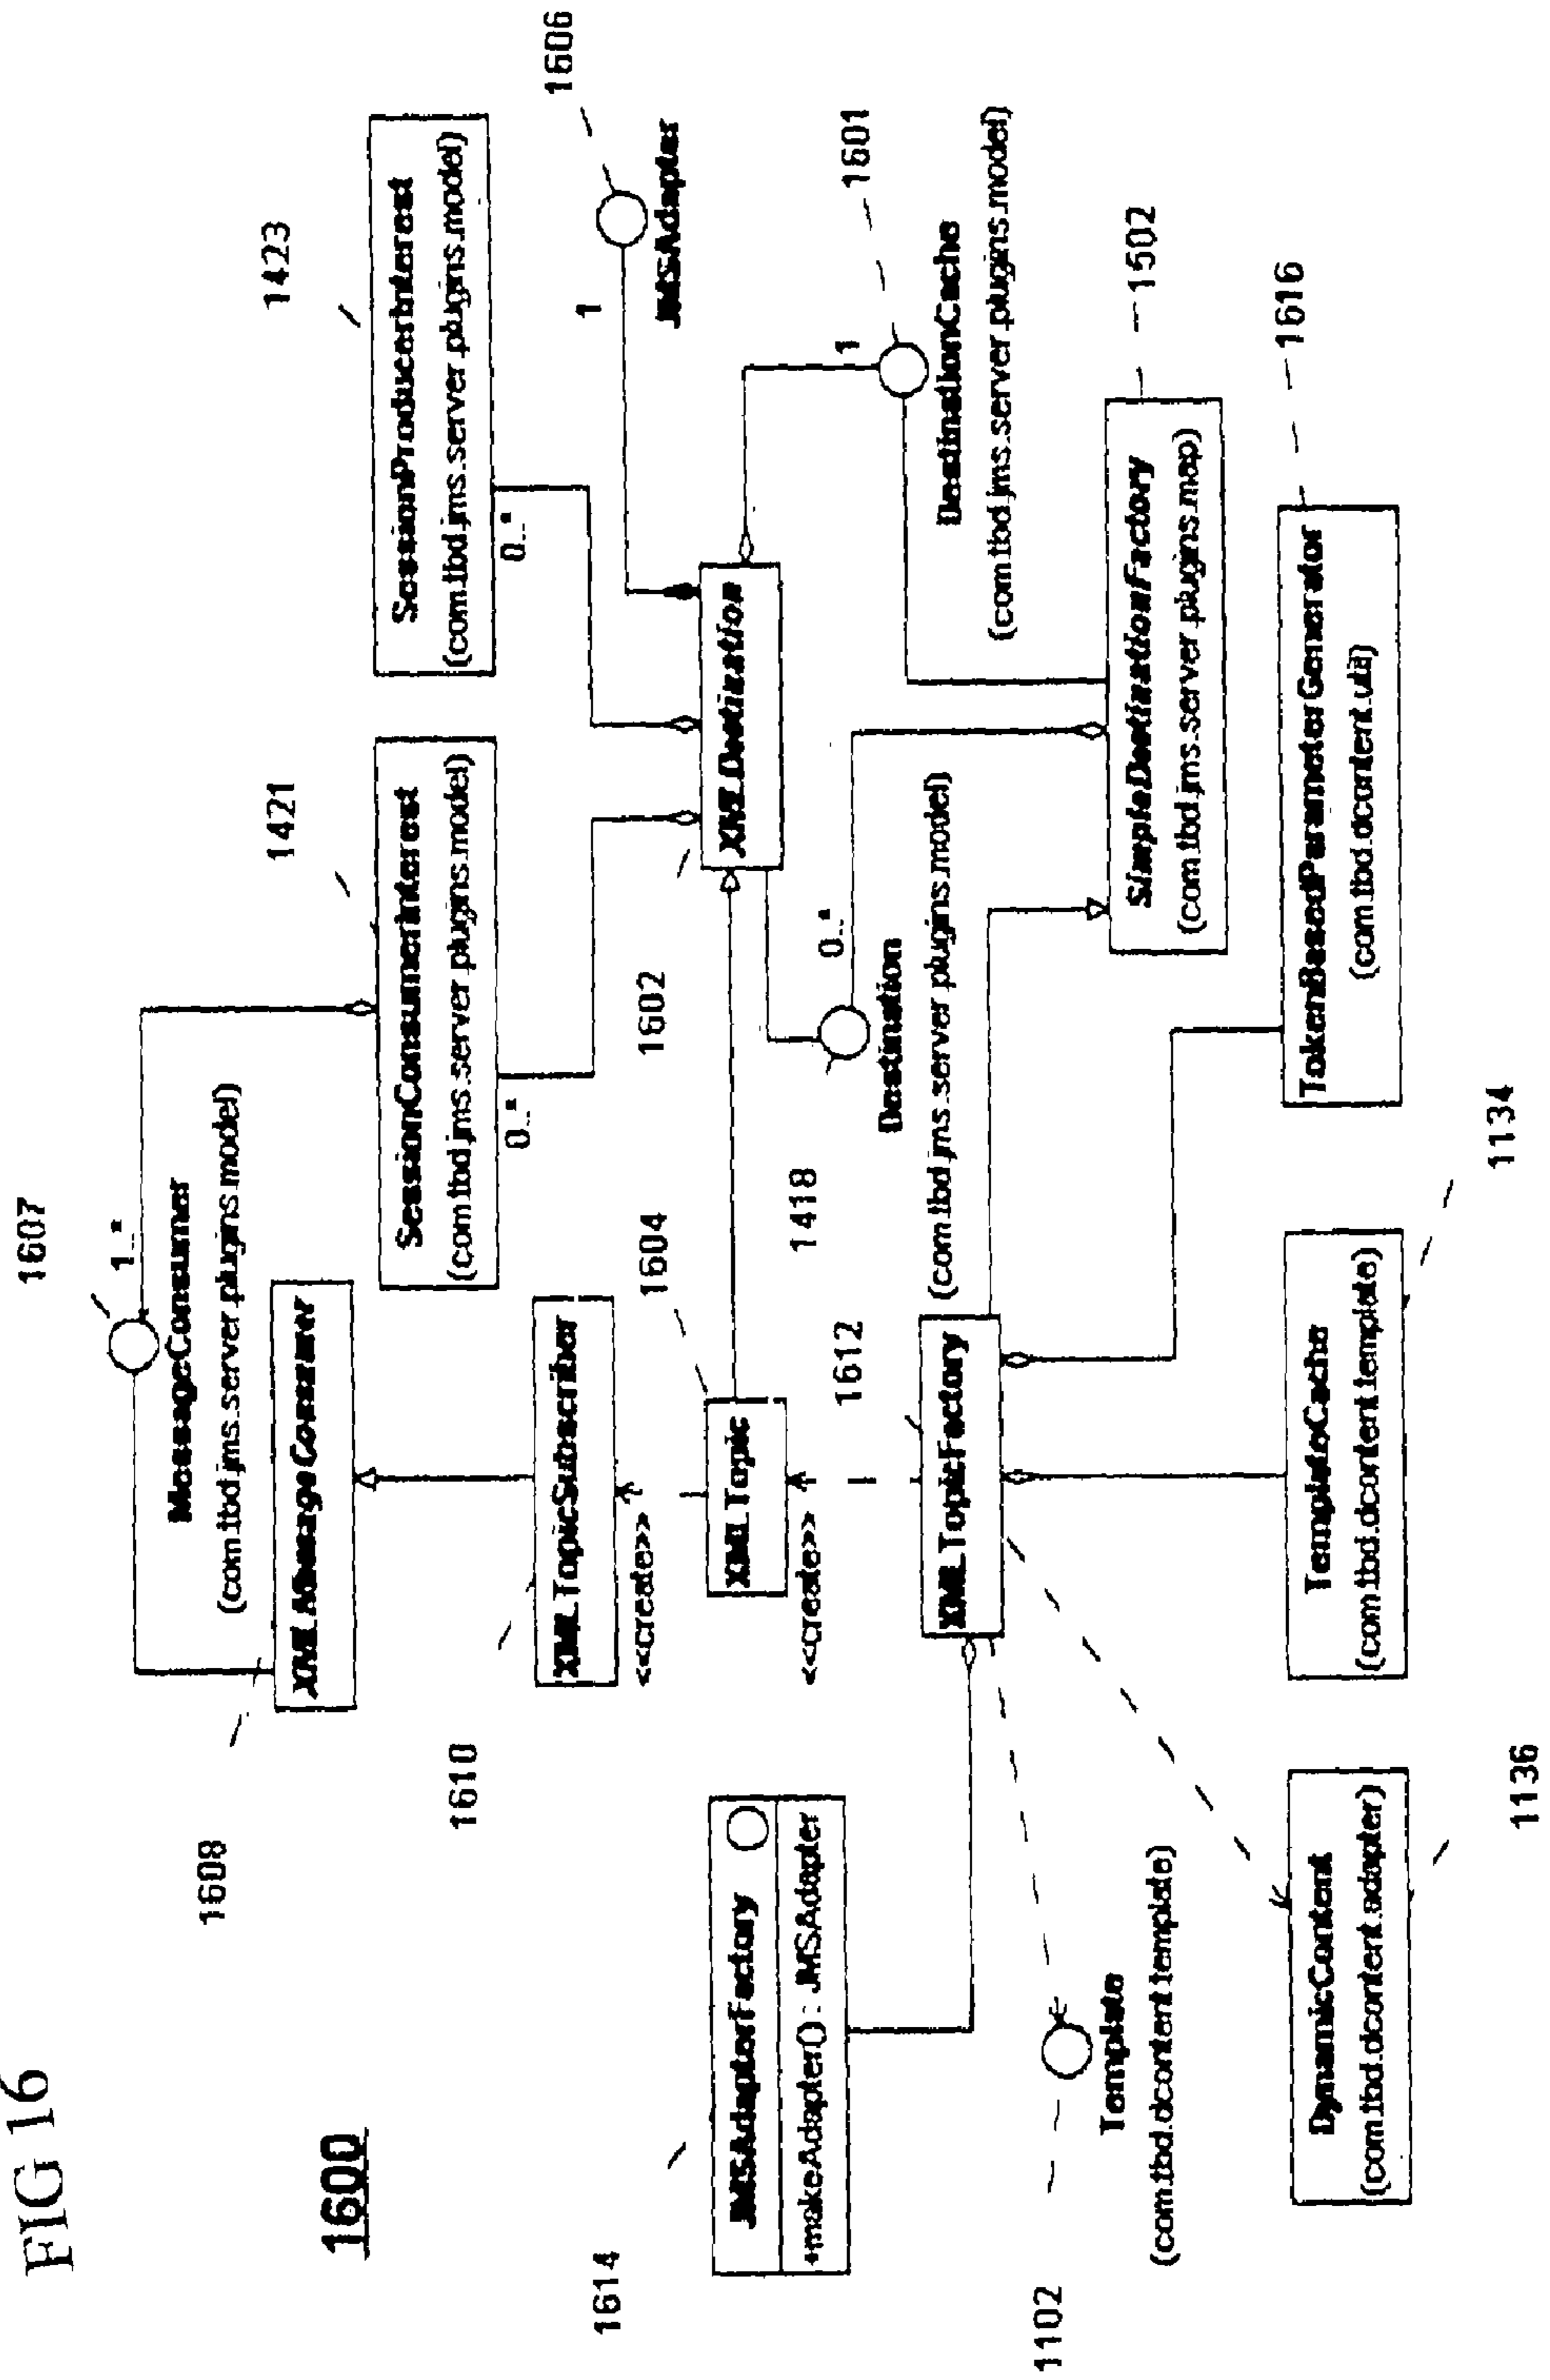 FIG 16
1600
1607
1..*
MessageConsumer
(com.tbd.jms.server.plugins.model)
1608
XMLMessageConsumer
1421
SessionConsumerInterest
(com.tbd.jms.server.plugins.model)
0..*
1423
SessionProducerInterest
(com.tbd.jms.server.plugins.model)
0..*
1606
1
JMSAdapter
1610
XMLTopicSubscriber
<<create>>
1604
XMLTopic
<<create>>
1602
XMLDestination
1601
1
DestinationCache
(com.tbd.jms.server.plugins.model)
1418
0..*
Destination
(com.tbd.jms.server.plugins.model)
1614
JMSAdapterFactory
+makeAdapter() : JMSAdapter
1612
XMLTopicFactory
1502
SimpleDestinationFactory
(com.tbd.jms.server.plugins.map)
1102
Template
(com.tbd.dcontent.template)
1616
TokenBasedParameterGenerator
(com.tbd.dcontent.util)
1134
TemplateCache
(com.tbd.dcontent.template)
DynamicContent
(com.tbd.dcontent.adapter)
1136